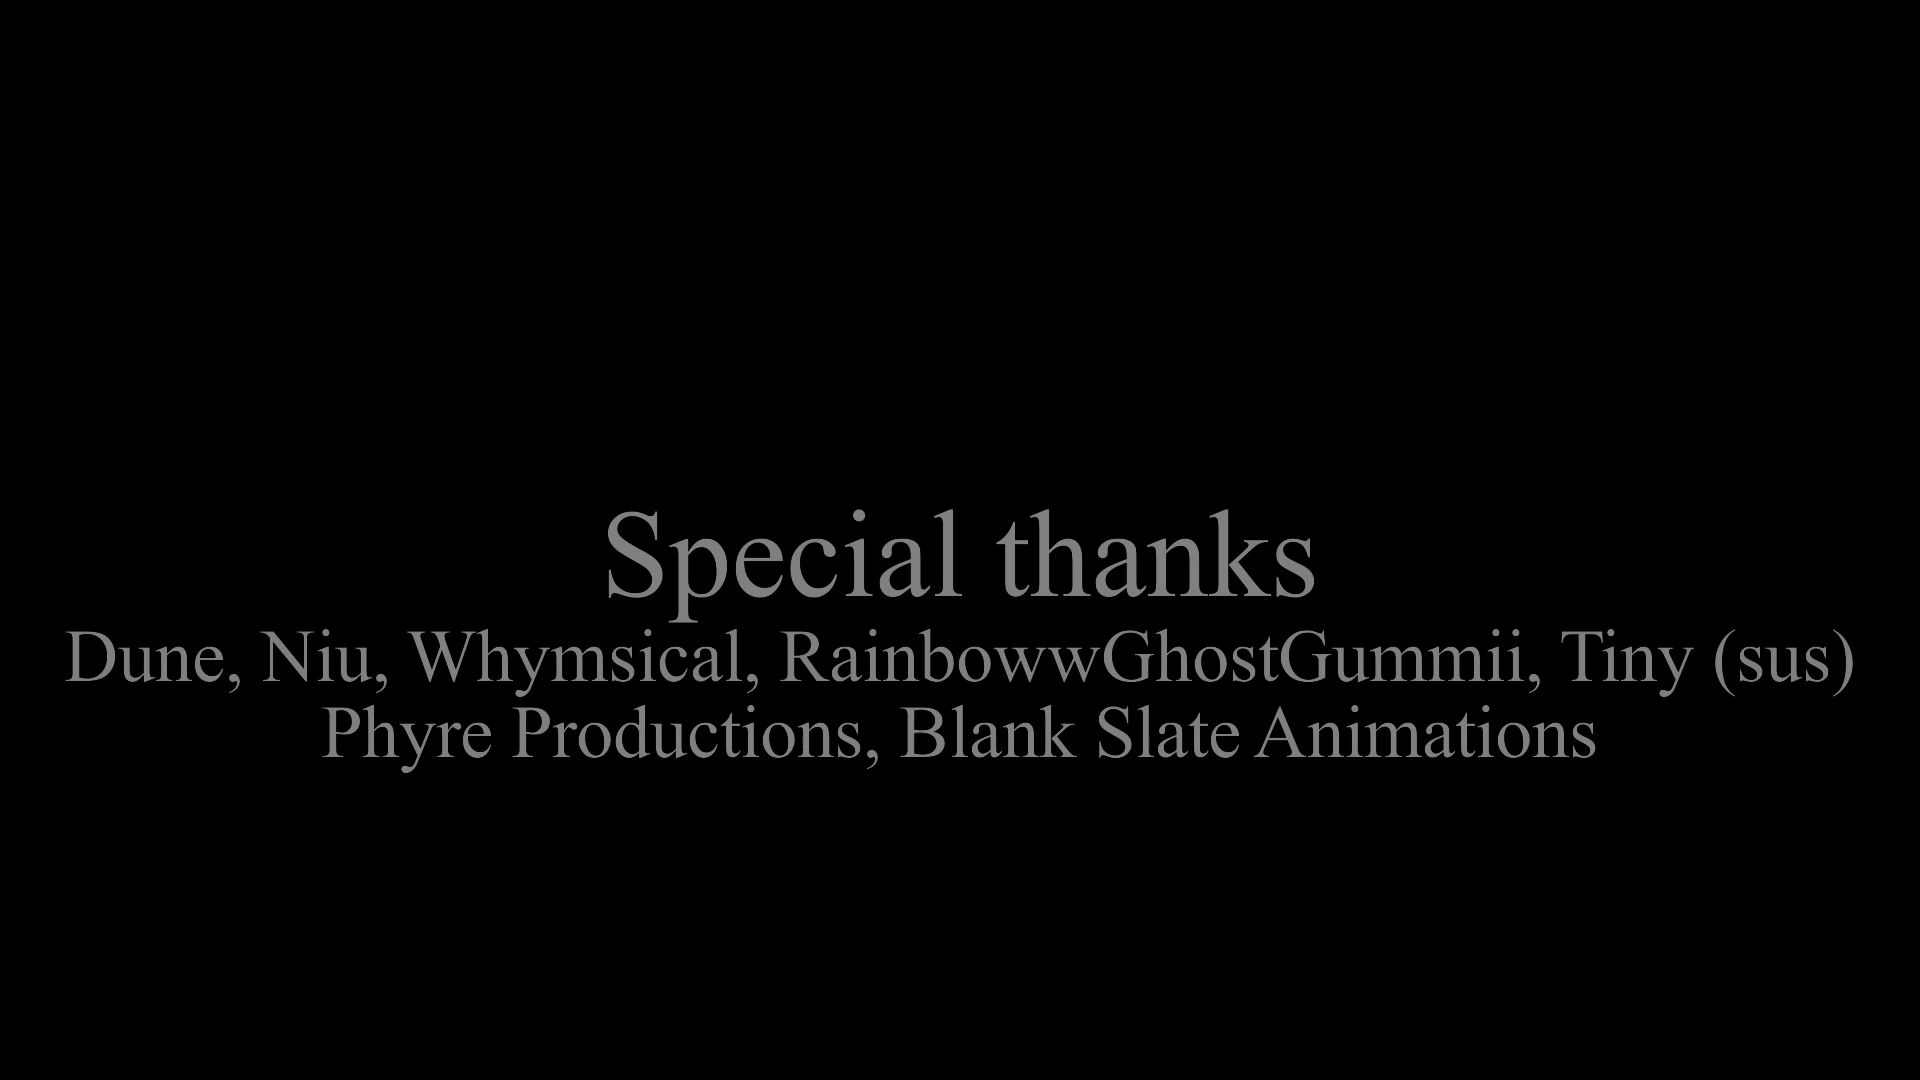 Special thanks
Dune, Niu, Whymsical, RainbowwGhostGummii, Tiny (sus)
Phyre Productions, Blank Slate Animations